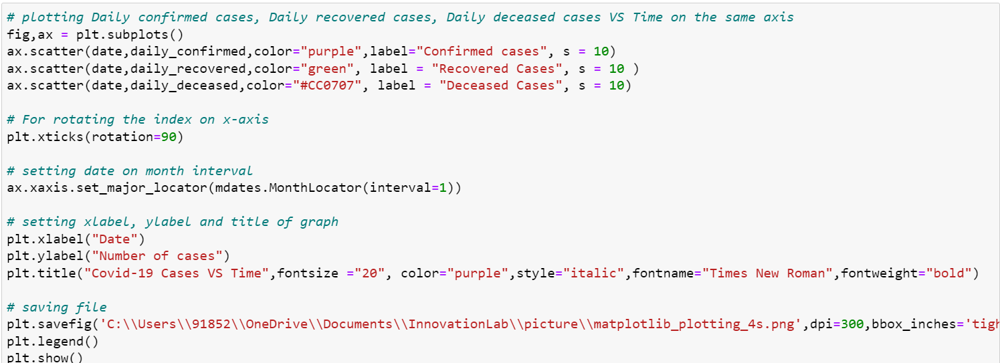 # plotting Daily confirmed cases, Daily recovered cases, Daily deceased cases VS Time on the same axis
fig,ax = plt.subplots()
ax.scatter(date,daily_confirmed,color="purple",label="Confirmed cases", s = 10)
ax.scatter(date,daily_recovered,color="green", label = "Recovered Cases", s = 10 )
ax.scatter(date,daily_deceased,color="#CC0707", label = "Deceased Cases", s = 10)
# For rotating the index on x-axis
plt.xticks(rotation=90)
# setting date on month interval
ax.xaxis.set_major_locator(mdates.MonthLocator(interval=1))
# setting xlabel, ylabel and title of graph
plt.xlabel("Date")
plt.ylabel("Number of cases")
plt.title("Covid-19 Cases VS Time",fontsize ="20", color="purple",style="italic",fontname="Times New Roman",fontweight="bold")
# saving file
plt.savefig('C:\\Users\\91852\\OneDrive\\Documents\\InnovationLab\\picture\\matplotlib_plotting_4s.png',dpi=300,bbox_inches='tigh
plt.legend()
plt.show()